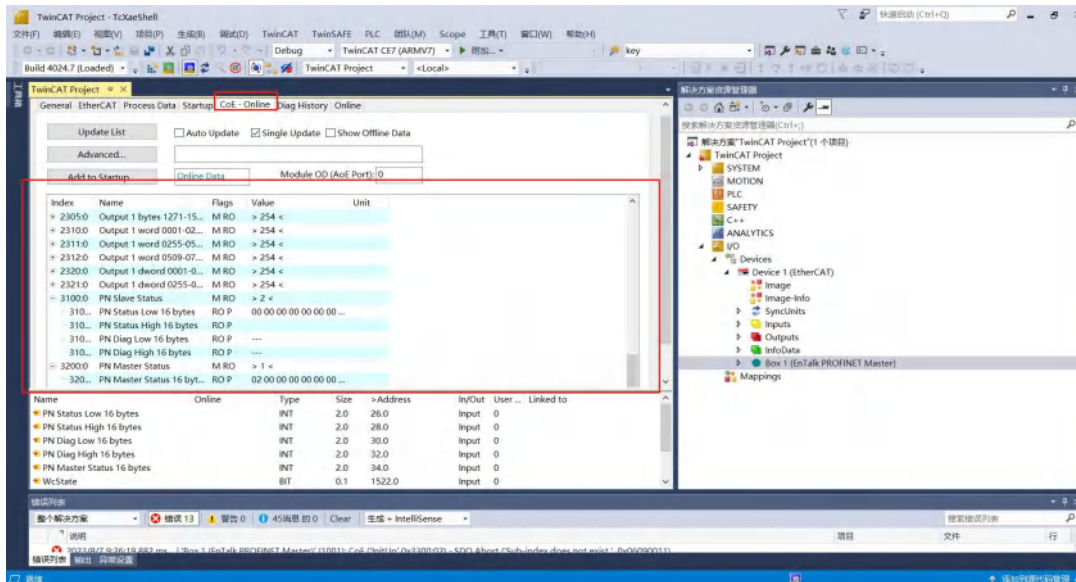 TwinCAT Project - TcXaeShell
快速启动 (Ctrl+Q)
文件(F) 编辑(E) 视图(V) 项目(P) 生成(B) 调试(D) TwinCAT TwinSAFE PLC 团队(M) Scope 工具(T) 窗口(W) 帮助(H)
Debug TwinCAT CE7 (ARMV7) 附加... key
Build 4024.7 (Loaded) TwinCAT Project <Local>
工具箱
TwinCAT Project
General EtherCAT Process Data Startup CoE - Online Diag History Online
Update List Auto Update Single Update Show Offline Data
Advanced...
Add to Startup... Online Data Module OD (AoE Port): 0
Index Name Flags Value Unit
2305:0 Output 1 bytes 1271-15... M RO > 254 <
2310:0 Output 1 word 0001-02... M RO > 254 <
2311:0 Output 1 word 0255-05... M RO > 254 <
2312:0 Output 1 word 0509-07... M RO > 254 <
2320:0 Output 1 dword 0001-0... M RO > 254 <
2321:0 Output 1 dword 0255-0... M RO > 254 <
3100:0 PN Slave Status M RO > 2 <
310... PN Status Low 16 bytes RO P 00 00 00 00 00 00 00 ...
310... PN Status High 16 bytes RO P
310... PN Diag Low 16 bytes RO P ---
310... PN Diag High 16 bytes RO P ---
3200:0 PN Master Status M RO > 1 <
320... PN Master Status 16 byt... RO P 02 00 00 00 00 00 00 ...
Name Online Type Size >Address In/Out User ... Linked to
PN Status Low 16 bytes INT 2.0 26.0 Input 0
PN Status High 16 bytes INT 2.0 28.0 Input 0
PN Diag Low 16 bytes INT 2.0 30.0 Input 0
PN Diag High 16 bytes INT 2.0 32.0 Input 0
PN Master Status 16 bytes INT 2.0 34.0 Input 0
WcState BIT 0.1 1522.0 Input 0
解决方案资源管理器
搜索解决方案资源管理器(Ctrl+;)
解决方案"TwinCAT Project"(1 个项目)
TwinCAT Project
SYSTEM
MOTION
PLC
SAFETY
C++
ANALYTICS
I/O
Devices
Device 1 (EtherCAT)
Image
Image-Info
SyncUnits
Inputs
Outputs
InfoData
Box 1 (EnTalk PROFINET Master)
Mappings
错误列表
整个解决方案 错误 13 警告 0 45消息 的 0 Clear 生成 + IntelliSense 搜索错误列表
说明 项目 文件 行
2023/8/7 9:26:19 882 ms | 'Box 1 (EnTalk PROFINET Master)' (1001): CoE ('InitUp' 0x3300:02) - SDO Abort ('Sub-index does not exist.', 0x06090011)
错误列表 输出 异常设置
就绪 添加到源代码管理